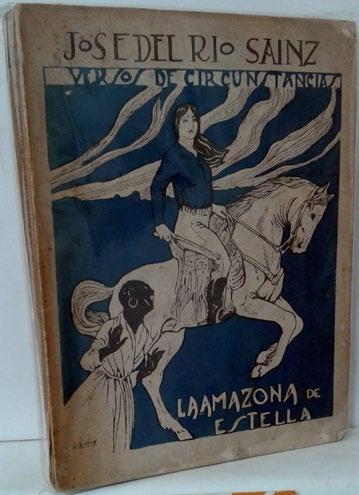 JOSE DEL RIO SAINZ
VERSOS DE CIRCUNSTANCIAS
LA AMAZONA DE
ESTELLA